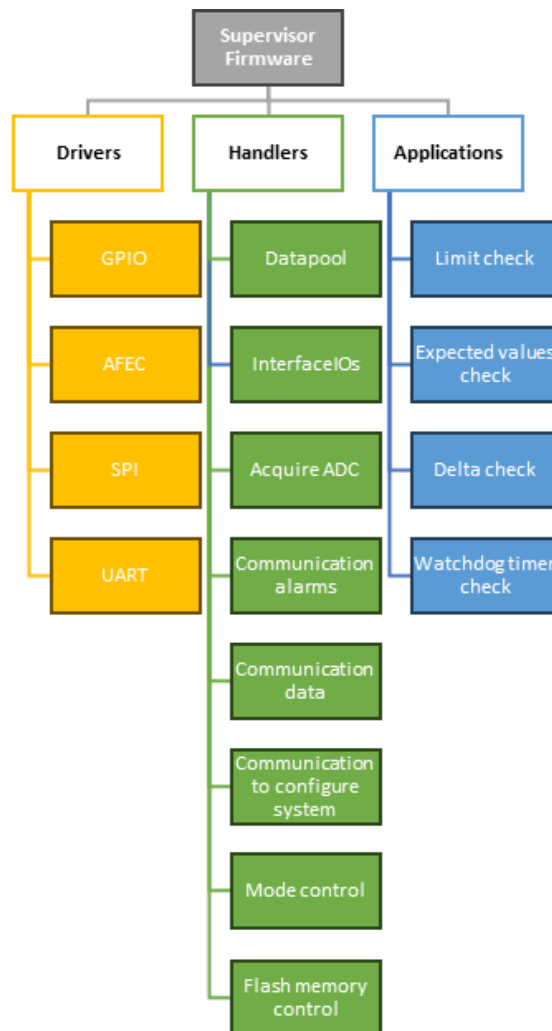 Supervisor
Firmware
Drivers
Handlers
Applications
GPIO
AFEC
SPI
UART
Datapool
InterfaceIOs
Acquire ADC
Communication
alarms
Communication
data
Communication
to configure
system
Mode control
Flash memory
control
Limit check
Expected values
check
Delta check
Watchdog timer
check